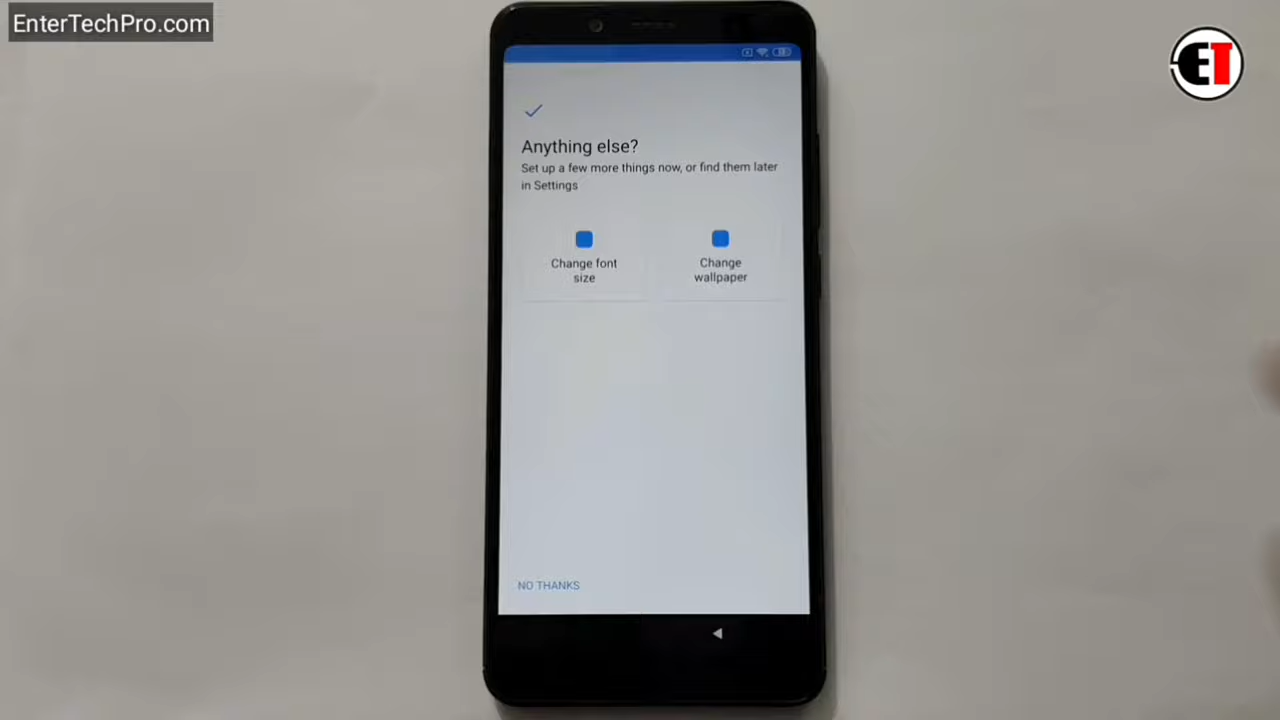 EnterTechPro.com
ET
Anything else?
Set up a few more things now, or find them later
in Settings
Change font
size
Change
wallpaper
NO THANKS